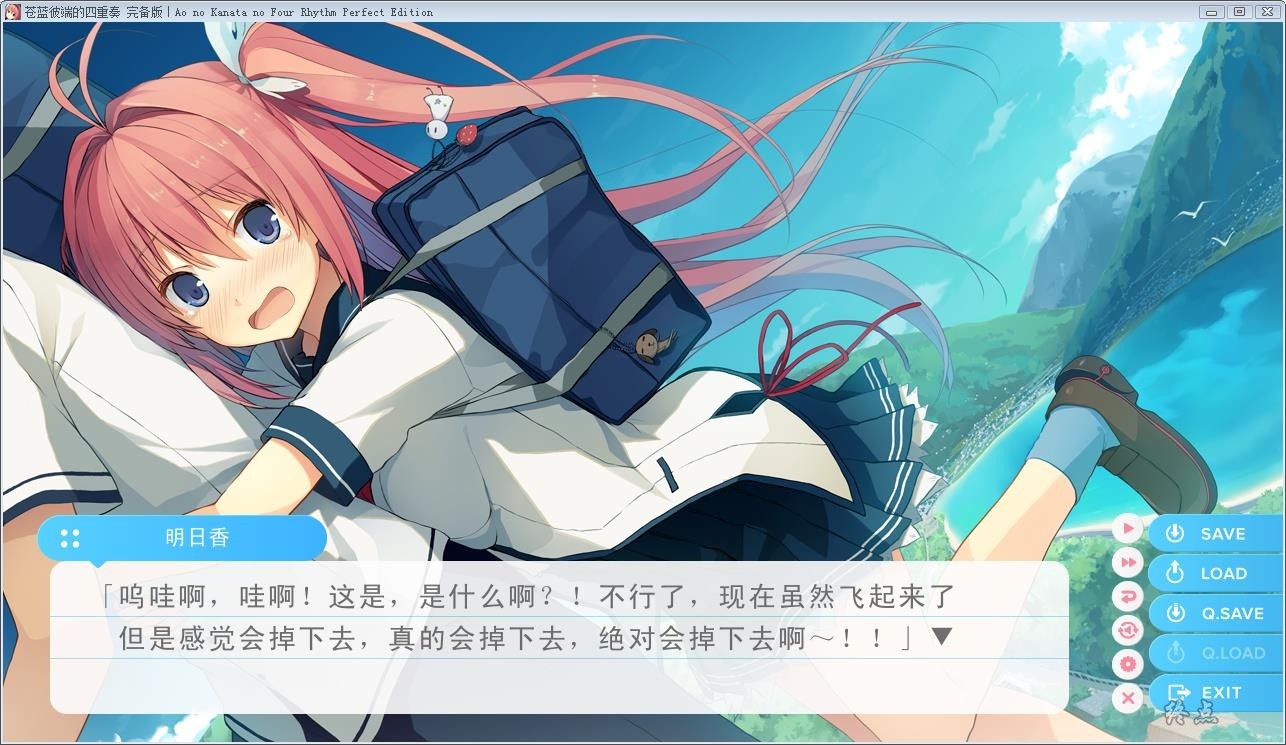 苍蓝彼端的四重奏 完备版 | Ao no Kanata no Four Rhythm Perfect Edition
明日香
「呜哇啊，哇啊！这是，是什么啊？！不行了，现在虽然飞起来了
但是感觉会掉下去，真的会掉下去，绝对会掉下去啊～！！」▼
SAVE
LOAD
Q.SAVE
Q.LOAD
EXIT
终点